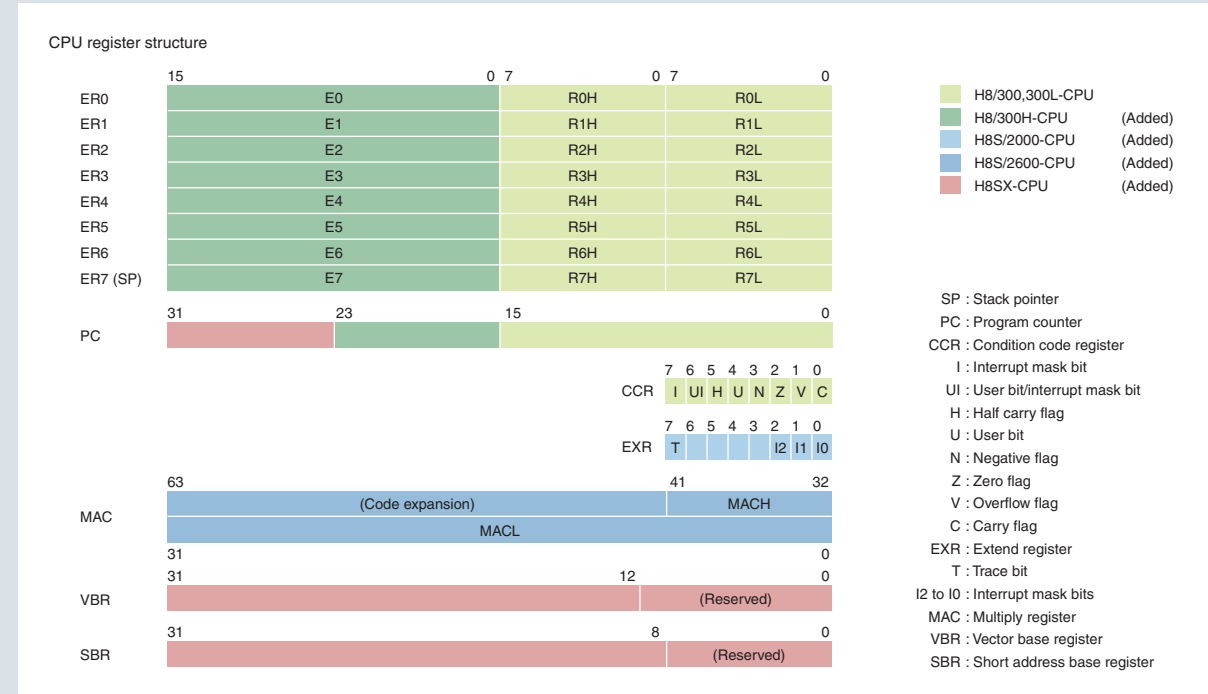 CPU register structure
15 0 7 0 7 0
ER0 E0 R0H R0L
ER1 E1 R1H R1L
ER2 E2 R2H R2L
ER3 E3 R3H R3L
ER4 E4 R4H R4L
ER5 E5 R5H R5L
ER6 E6 R6H R6L
ER7 (SP) E7 R7H R7L
31 23 15 0
PC
7 6 5 4 3 2 1 0
CCR I UI H U N Z V C
7 6 5 4 3 2 1 0
EXR T I2 I1 I0
63 41 32
(Code expansion) MACH
MAC
MACL
31 0
31 12 0
VBR (Reserved)
31 8 0
SBR (Reserved)
H8/300,300L-CPU
H8/300H-CPU (Added)
H8S/2000-CPU (Added)
H8S/2600-CPU (Added)
H8SX-CPU (Added)
SP : Stack pointer
PC : Program counter
CCR : Condition code register
I : Interrupt mask bit
UI : User bit/interrupt mask bit
H : Half carry flag
U : User bit
N : Negative flag
Z : Zero flag
V : Overflow flag
C : Carry flag
EXR : Extend register
T : Trace bit
I2 to I0 : Interrupt mask bits
MAC : Multiply register
VBR : Vector base register
SBR : Short address base register